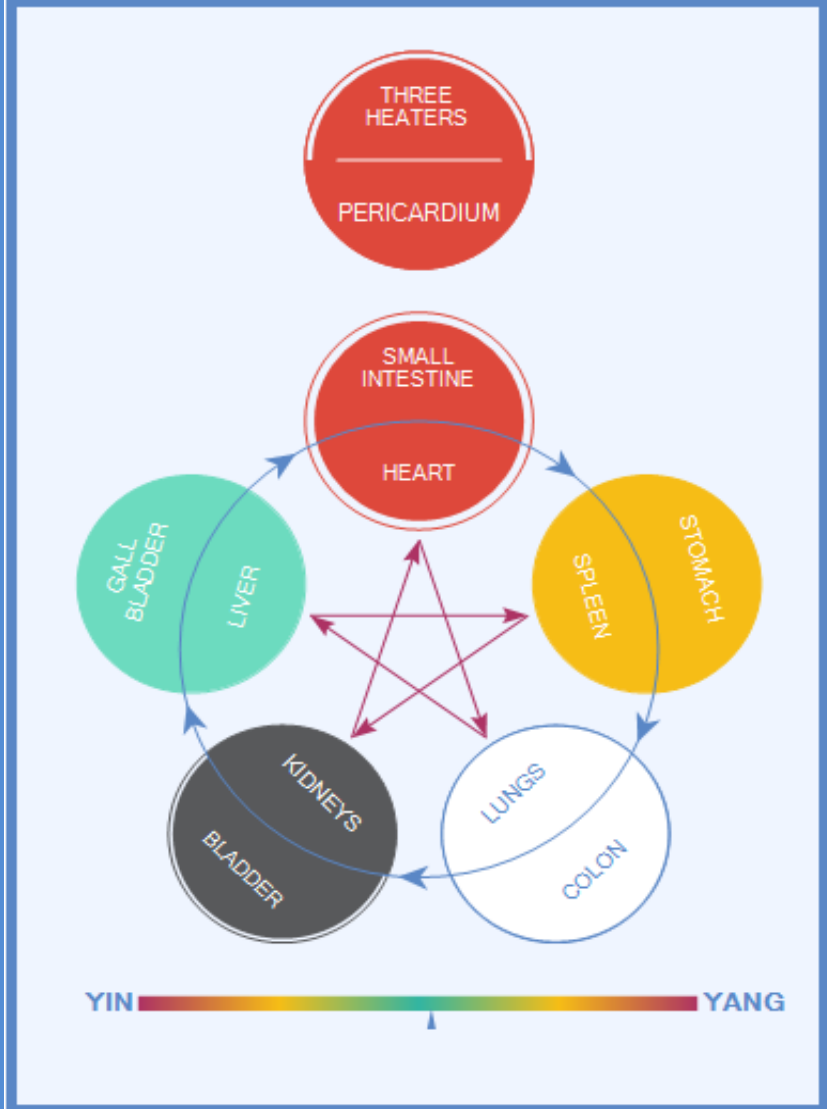 THREE
HEATERS
PERICARDIUM
SMALL
INTESTINE
HEART
GALL
BLADDER
LIVER
SPLEEN
STOMACH
KIDNEYS
BLADDER
LUNGS
COLON
YIN
YANG